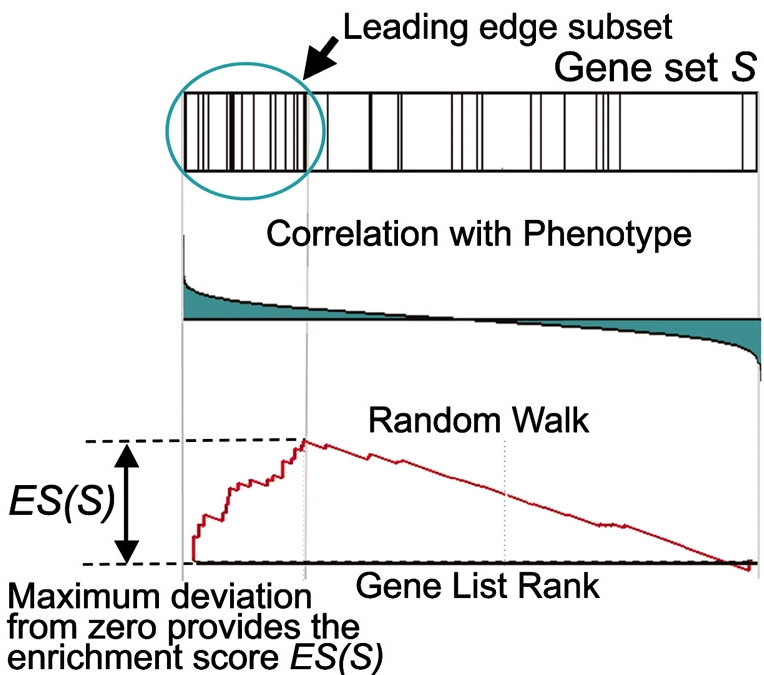 Leading edge subset
Gene set S
Correlation with Phenotype
Random Walk
ES(S)
Gene List Rank
Maximum deviation
from zero provides the
enrichment score ES(S)